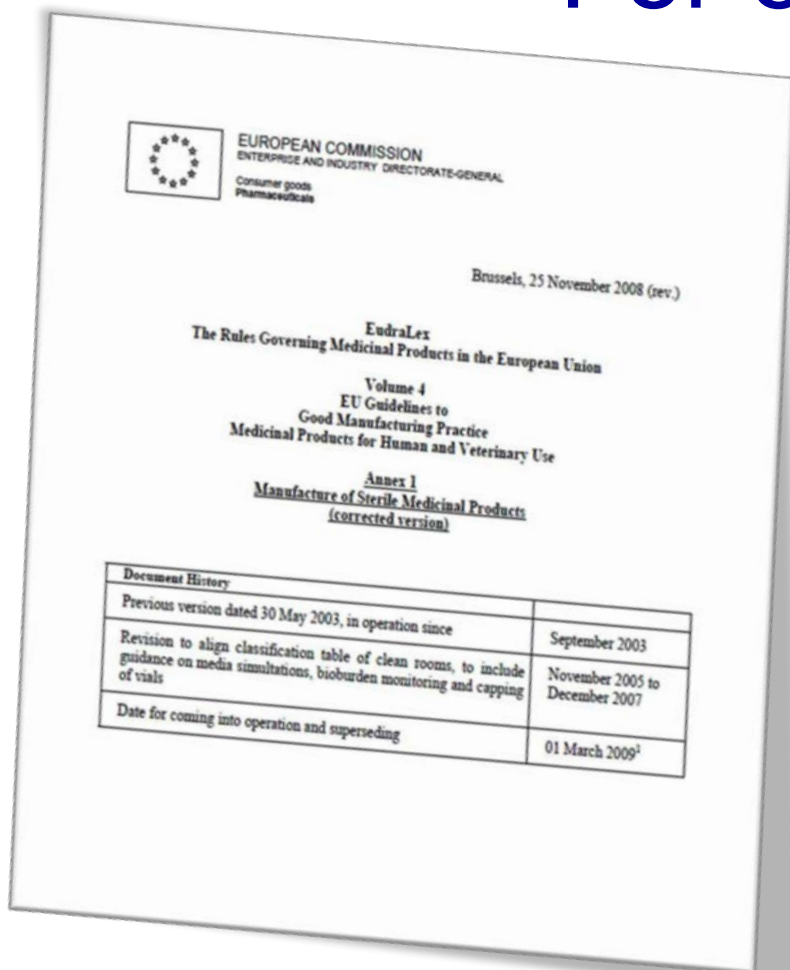 EUROPEAN COMMISSION
ENTERPRISE AND INDUSTRY DIRECTORATE-GENERAL
Consumer goods
Pharmaceuticals
Brussels, 25 November 2008 (rev.)
EudraLex
The Rules Governing Medicinal Products in the European Union
Volume 4
EU Guidelines to
Good Manufacturing Practice
Medicinal Products for Human and Veterinary Use
Annex 1
Manufacture of Sterile Medicinal Products
(corrected version)
Document History
Previous version dated 30 May 2003, in operation since
September 2003
Revision to align classification table of clean rooms, to include
guidance on media simultations, bioburden monitoring and capping
of vials
November 2005 to
December 2007
Date for coming into operation and superseding
01 March 2009¹